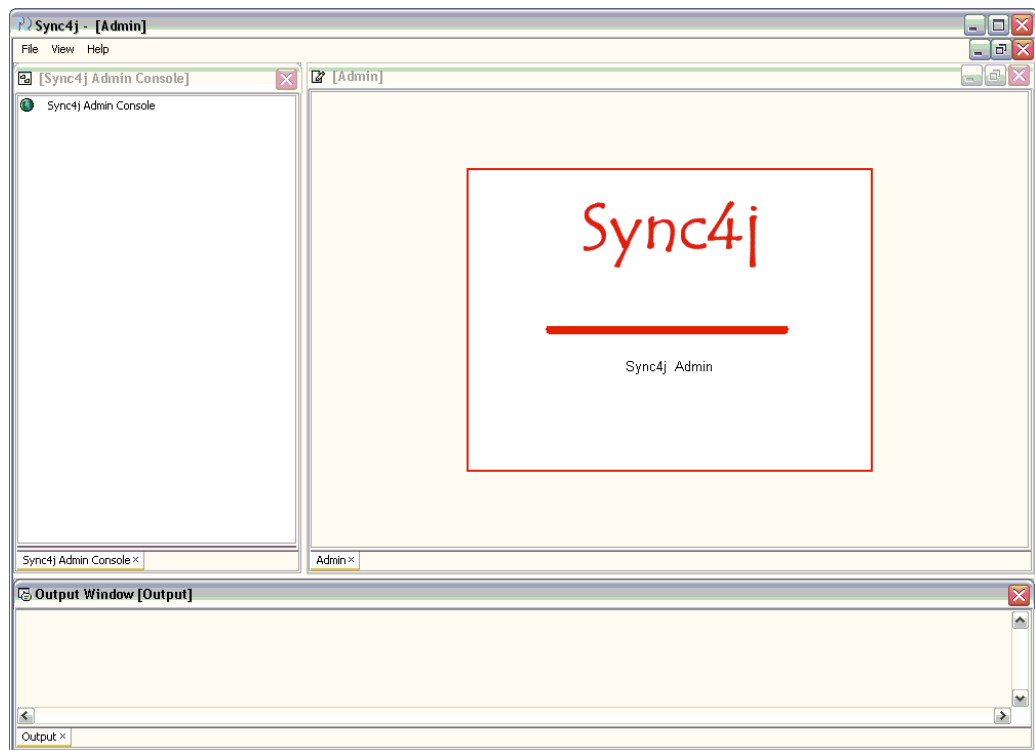 Sync4j - [Admin]
File View Help
[Sync4j Admin Console]
Sync4j Admin Console
Sync4j Admin Console
[Admin]
Sync4j
Sync4j Admin
Admin
Output Window [Output]
Output